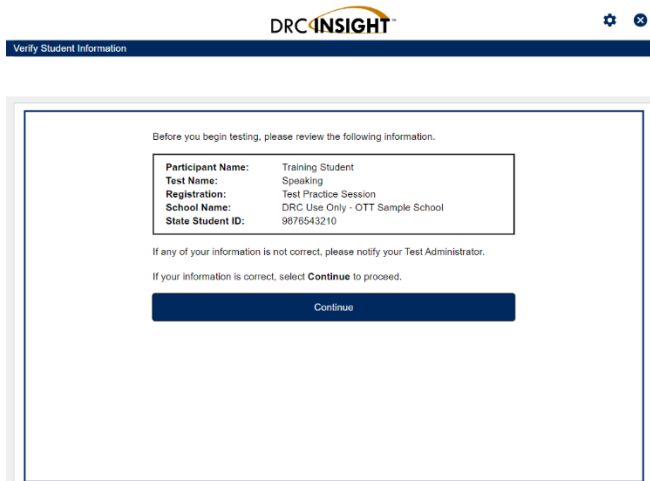 DRC INSIGHT™
Verify Student Information
Before you begin testing, please review the following information.
Participant Name: Training Student
Test Name: Speaking
Registration: Test Practice Session
School Name: DRC Use Only - OTT Sample School
State Student ID: 9876543210
If any of your information is not correct, please notify your Test Administrator.
If your information is correct, select Continue to proceed.
Continue